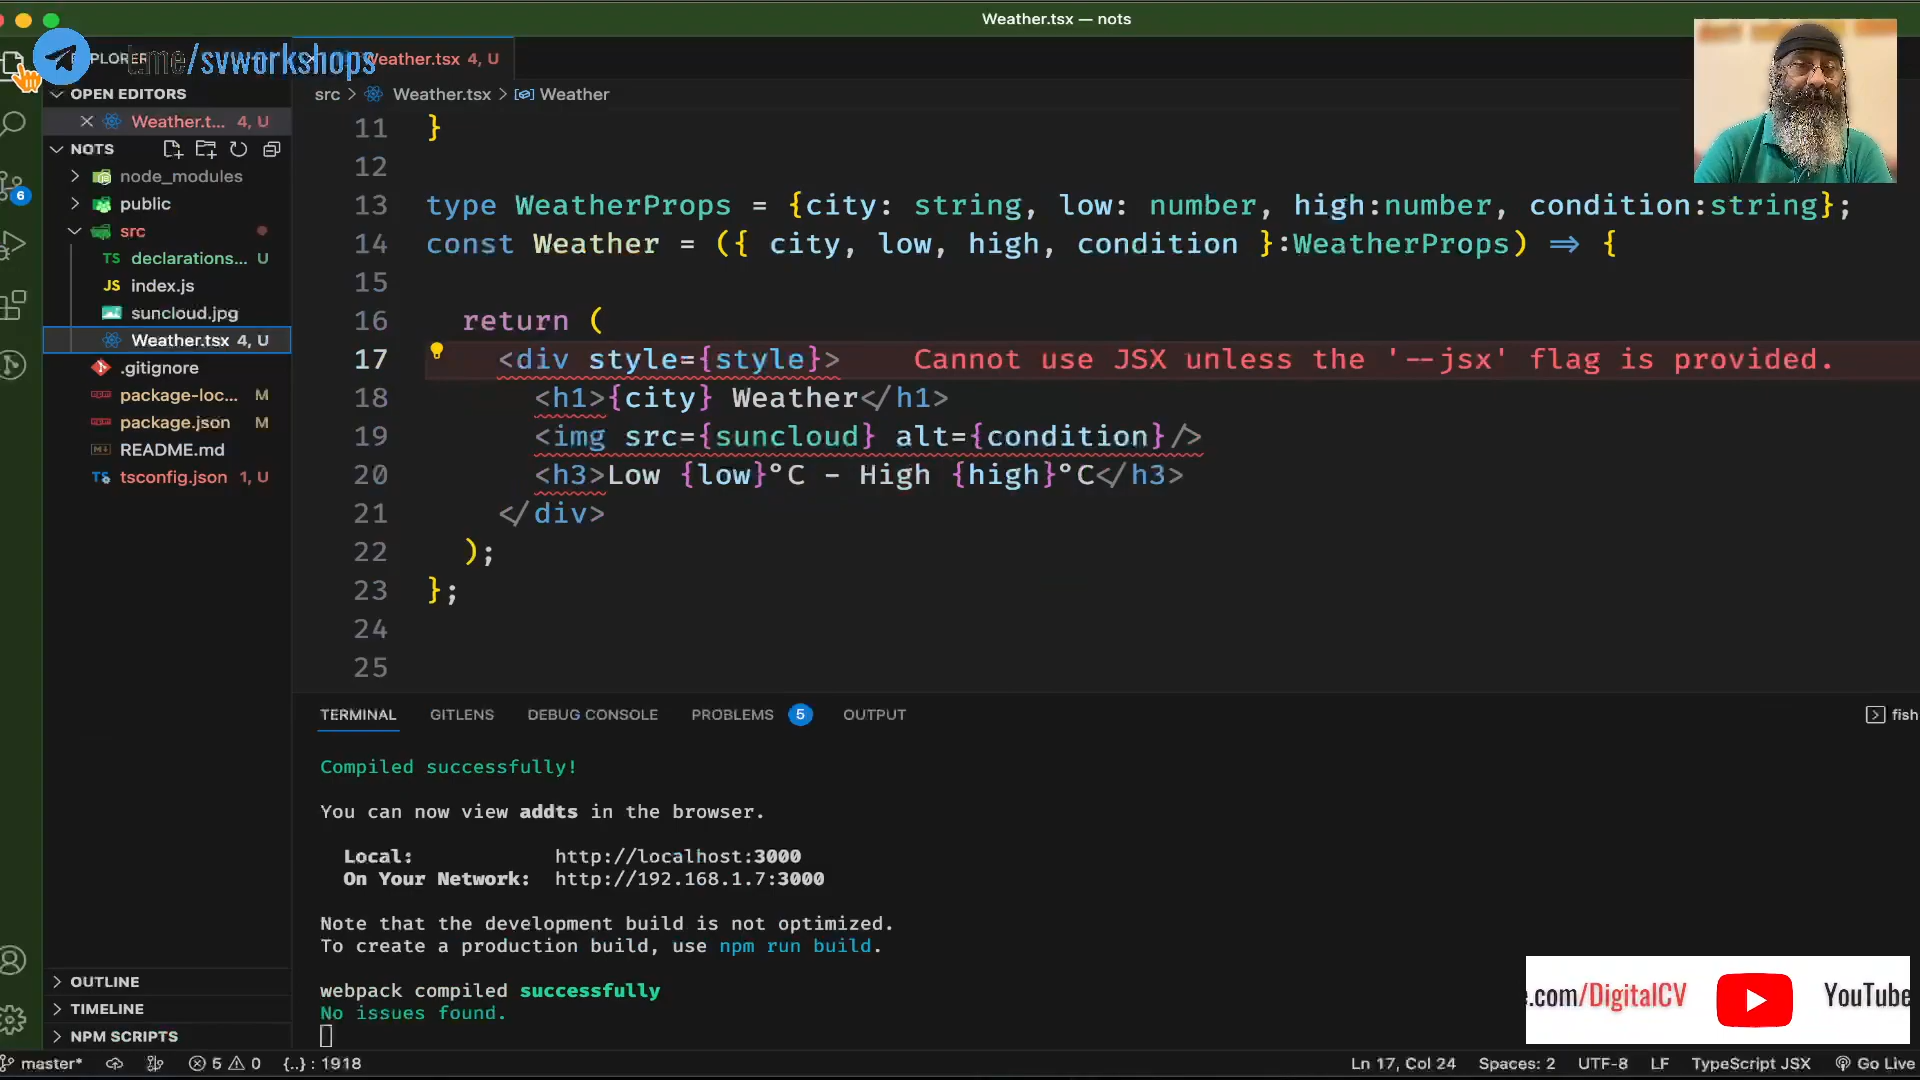 Weather.tsx — nots
EXPLORER
t.me/svworkshops
Weather.tsx 4, U
OPEN EDITORS
Weather.t... 4, U
NOTS
node_modules
public
src
declarations... U
index.js
suncloud.jpg
Weather.tsx 4, U
.gitignore
package-loc... M
package.json M
README.md
tsconfig.json 1, U
OUTLINE
TIMELINE
NPM SCRIPTS
6
src > Weather.tsx > Weather
11 }
12
13 type WeatherProps = {city: string, low: number, high:number, condition:string};
14 const Weather = ({ city, low, high, condition }:WeatherProps) => {
15
16 return (
17 <div style={style}> Cannot use JSX unless the '--jsx' flag is provided.
18 <h1>{city} Weather</h1>
19 <img src={suncloud} alt={condition}/>
20 <h3>Low {low}°C - High {high}°C</h3>
21 </div>
22 );
23 };
24
25
TERMINAL GITLENS DEBUG CONSOLE PROBLEMS 5 OUTPUT
fish
Compiled successfully!
You can now view addts in the browser.
Local: http://localhost:3000
On Your Network: http://192.168.1.7:3000
Note that the development build is not optimized.
To create a production build, use npm run build.
webpack compiled successfully
No issues found.
.com/DigitalCV YouTube
master* 5 0 {..} : 1918 Ln 17, Col 24 Spaces: 2 UTF-8 LF TypeScript JSX Go Live